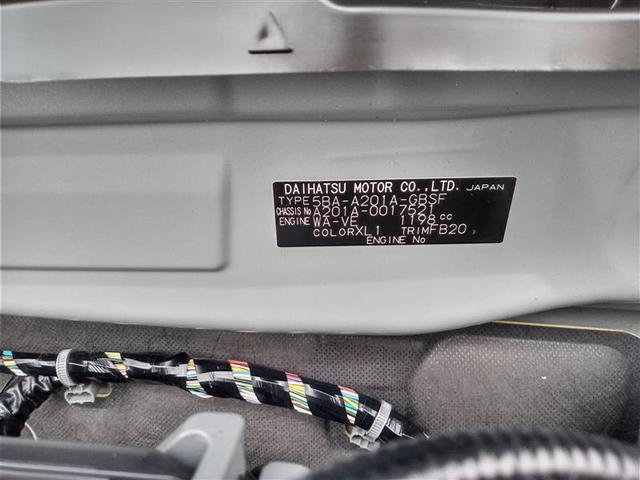 DAIHATSU MOTOR CO.,LTD. JAPAN
TYPE 5BA-A201A-GBSF
CHASSIS No A201A-0017521
ENGINE WA-VE 1198 cc
COLOR XL1 TRIM FB20
ENGINE No